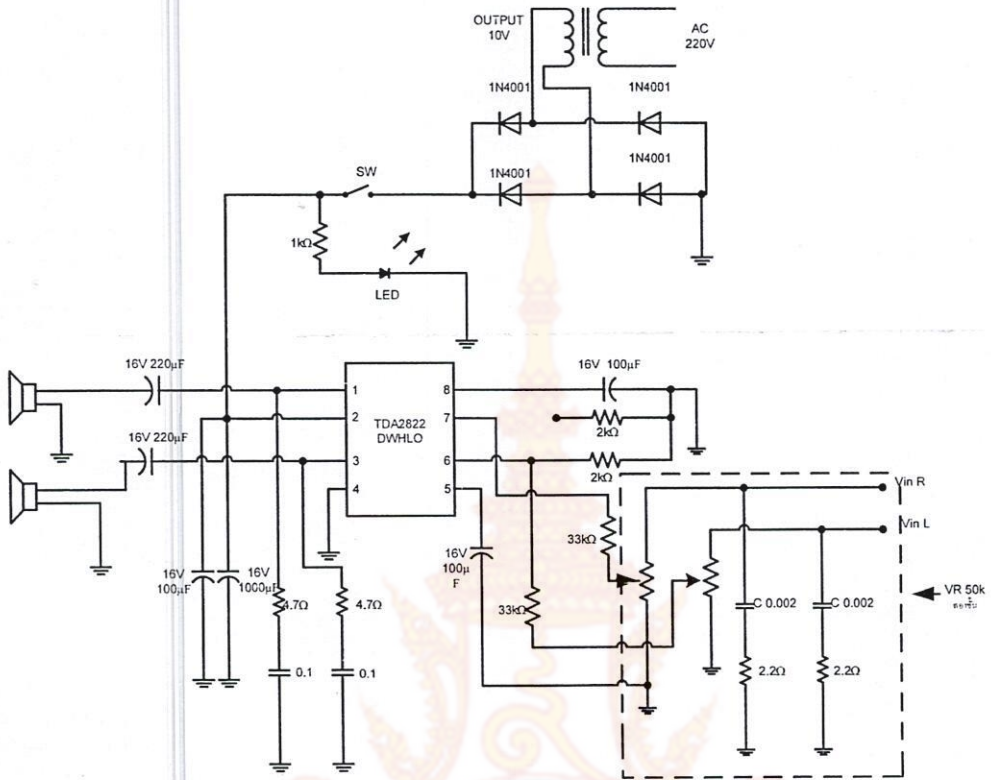 OUTPUT
10V
AC
220V
1N4001
1N4001
1N4001
1N4001
SW
1kΩ
LED
16V 220µF
16V 220µF
1
2
3
4
TDA2822
DWHLO
8
7
6
5
16V 100µF
2kΩ
2kΩ
Vin R
Vin L
33kΩ
16V
100µ
F
33kΩ
16V
100µF
16V
1000µF
4.7Ω
4.7Ω
0.1
0.1
C 0.002
C 0.002
2.2Ω
2.2Ω
VR 50k